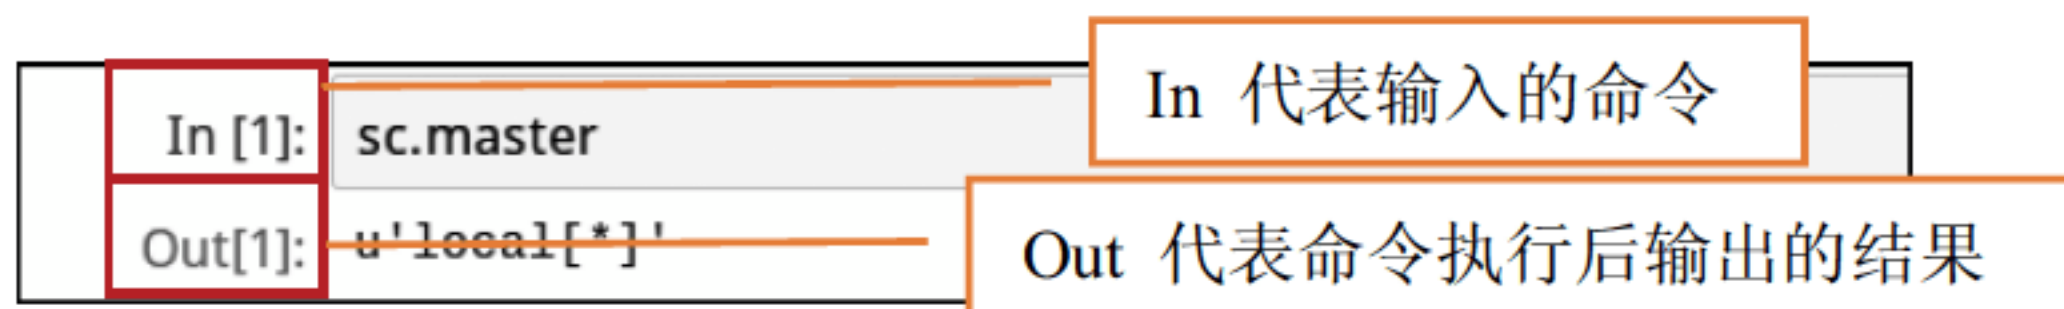 In 代表输入的命令
In [1]: sc.master
Out[1]: u'local[*]'
Out 代表命令执行后输出的结果